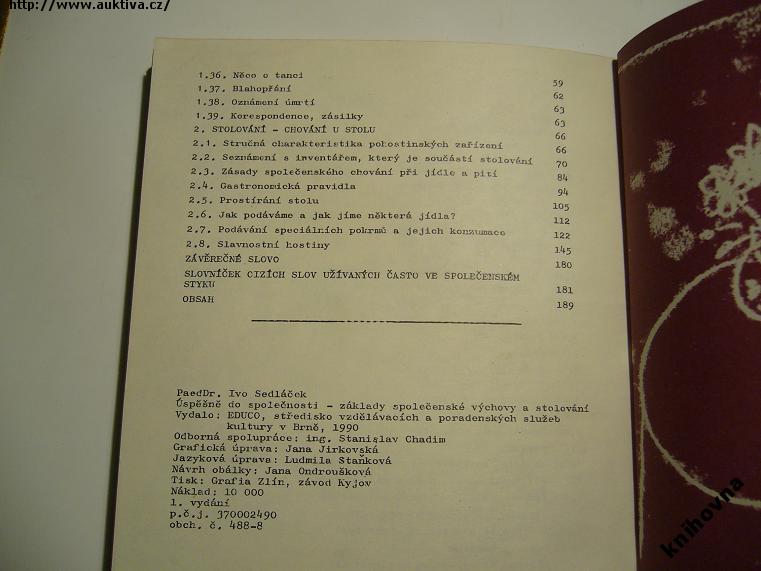 http://www.auktiva.cz/
1.36. Něco o tanci 59
1.37. Blahopřání 62
1.38. Oznámení úmrtí 63
1.39. Korespondence, zásilky 63
2. STOLOVÁNÍ - CHOVÁNÍ U STOLU 66
2.1. Stručná charakteristika pohostinských zařízení 66
2.2. Seznámení s inventářem, který je součástí stolování 70
2.3. Zásady společenského chování při jídle a pití 84
2.4. Gastronomická pravidla 94
2.5. Prostírání stolu 105
2.6. Jak podáváme a jak jíme některá jídla? 112
2.7. Podávání speciálních pokrmů a jejich konzumace 122
2.8. Slavnostní hostiny 145
ZÁVĚREČNÉ SLOVO 180
SLOVNÍČEK CIZÍCH SLOV UŽÍVANÝCH ČASTO VE SPOLEČENSKÉM
STYKU 181
OBSAH 189
PaedDr. Ivo Sedláček
Úspěšně do společnosti - základy společenské výchovy a stolování
Vydalo: EDUCO, středisko vzdělávacích a poradenských služeb
kultury v Brně, 1990
Odborná spolupráce: ing. Stanislav Chadim
Grafická úprava: Jana Jirkovská
Jazyková úprava: Ludmila Staňková
Návrh obálky: Jana Ondroušková
Tisk: Grafia Zlín, závod Kyjov
Náklad: 10 000
1. vydání
p.č.j. 370002490
obch. č. 488-8
knihovna